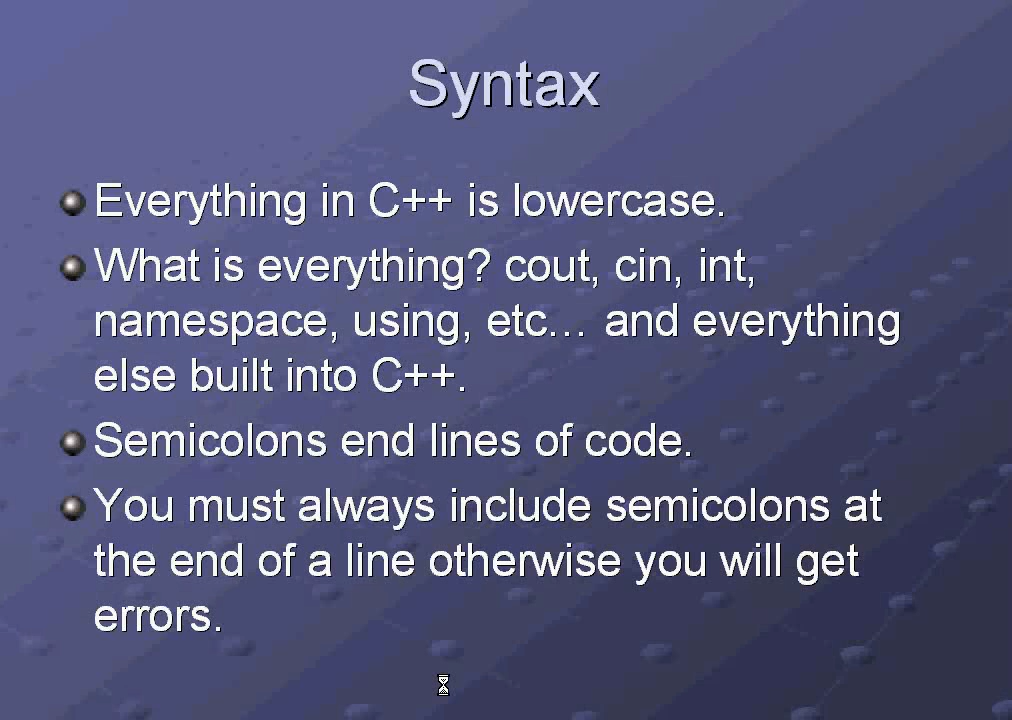 Syntax
Everything in C++ is lowercase.
What is everything? cout, cin, int,
namespace, using, etc… and everything
else built into C++.
Semicolons end lines of code.
You must always include semicolons at
the end of a line otherwise you will get
errors.